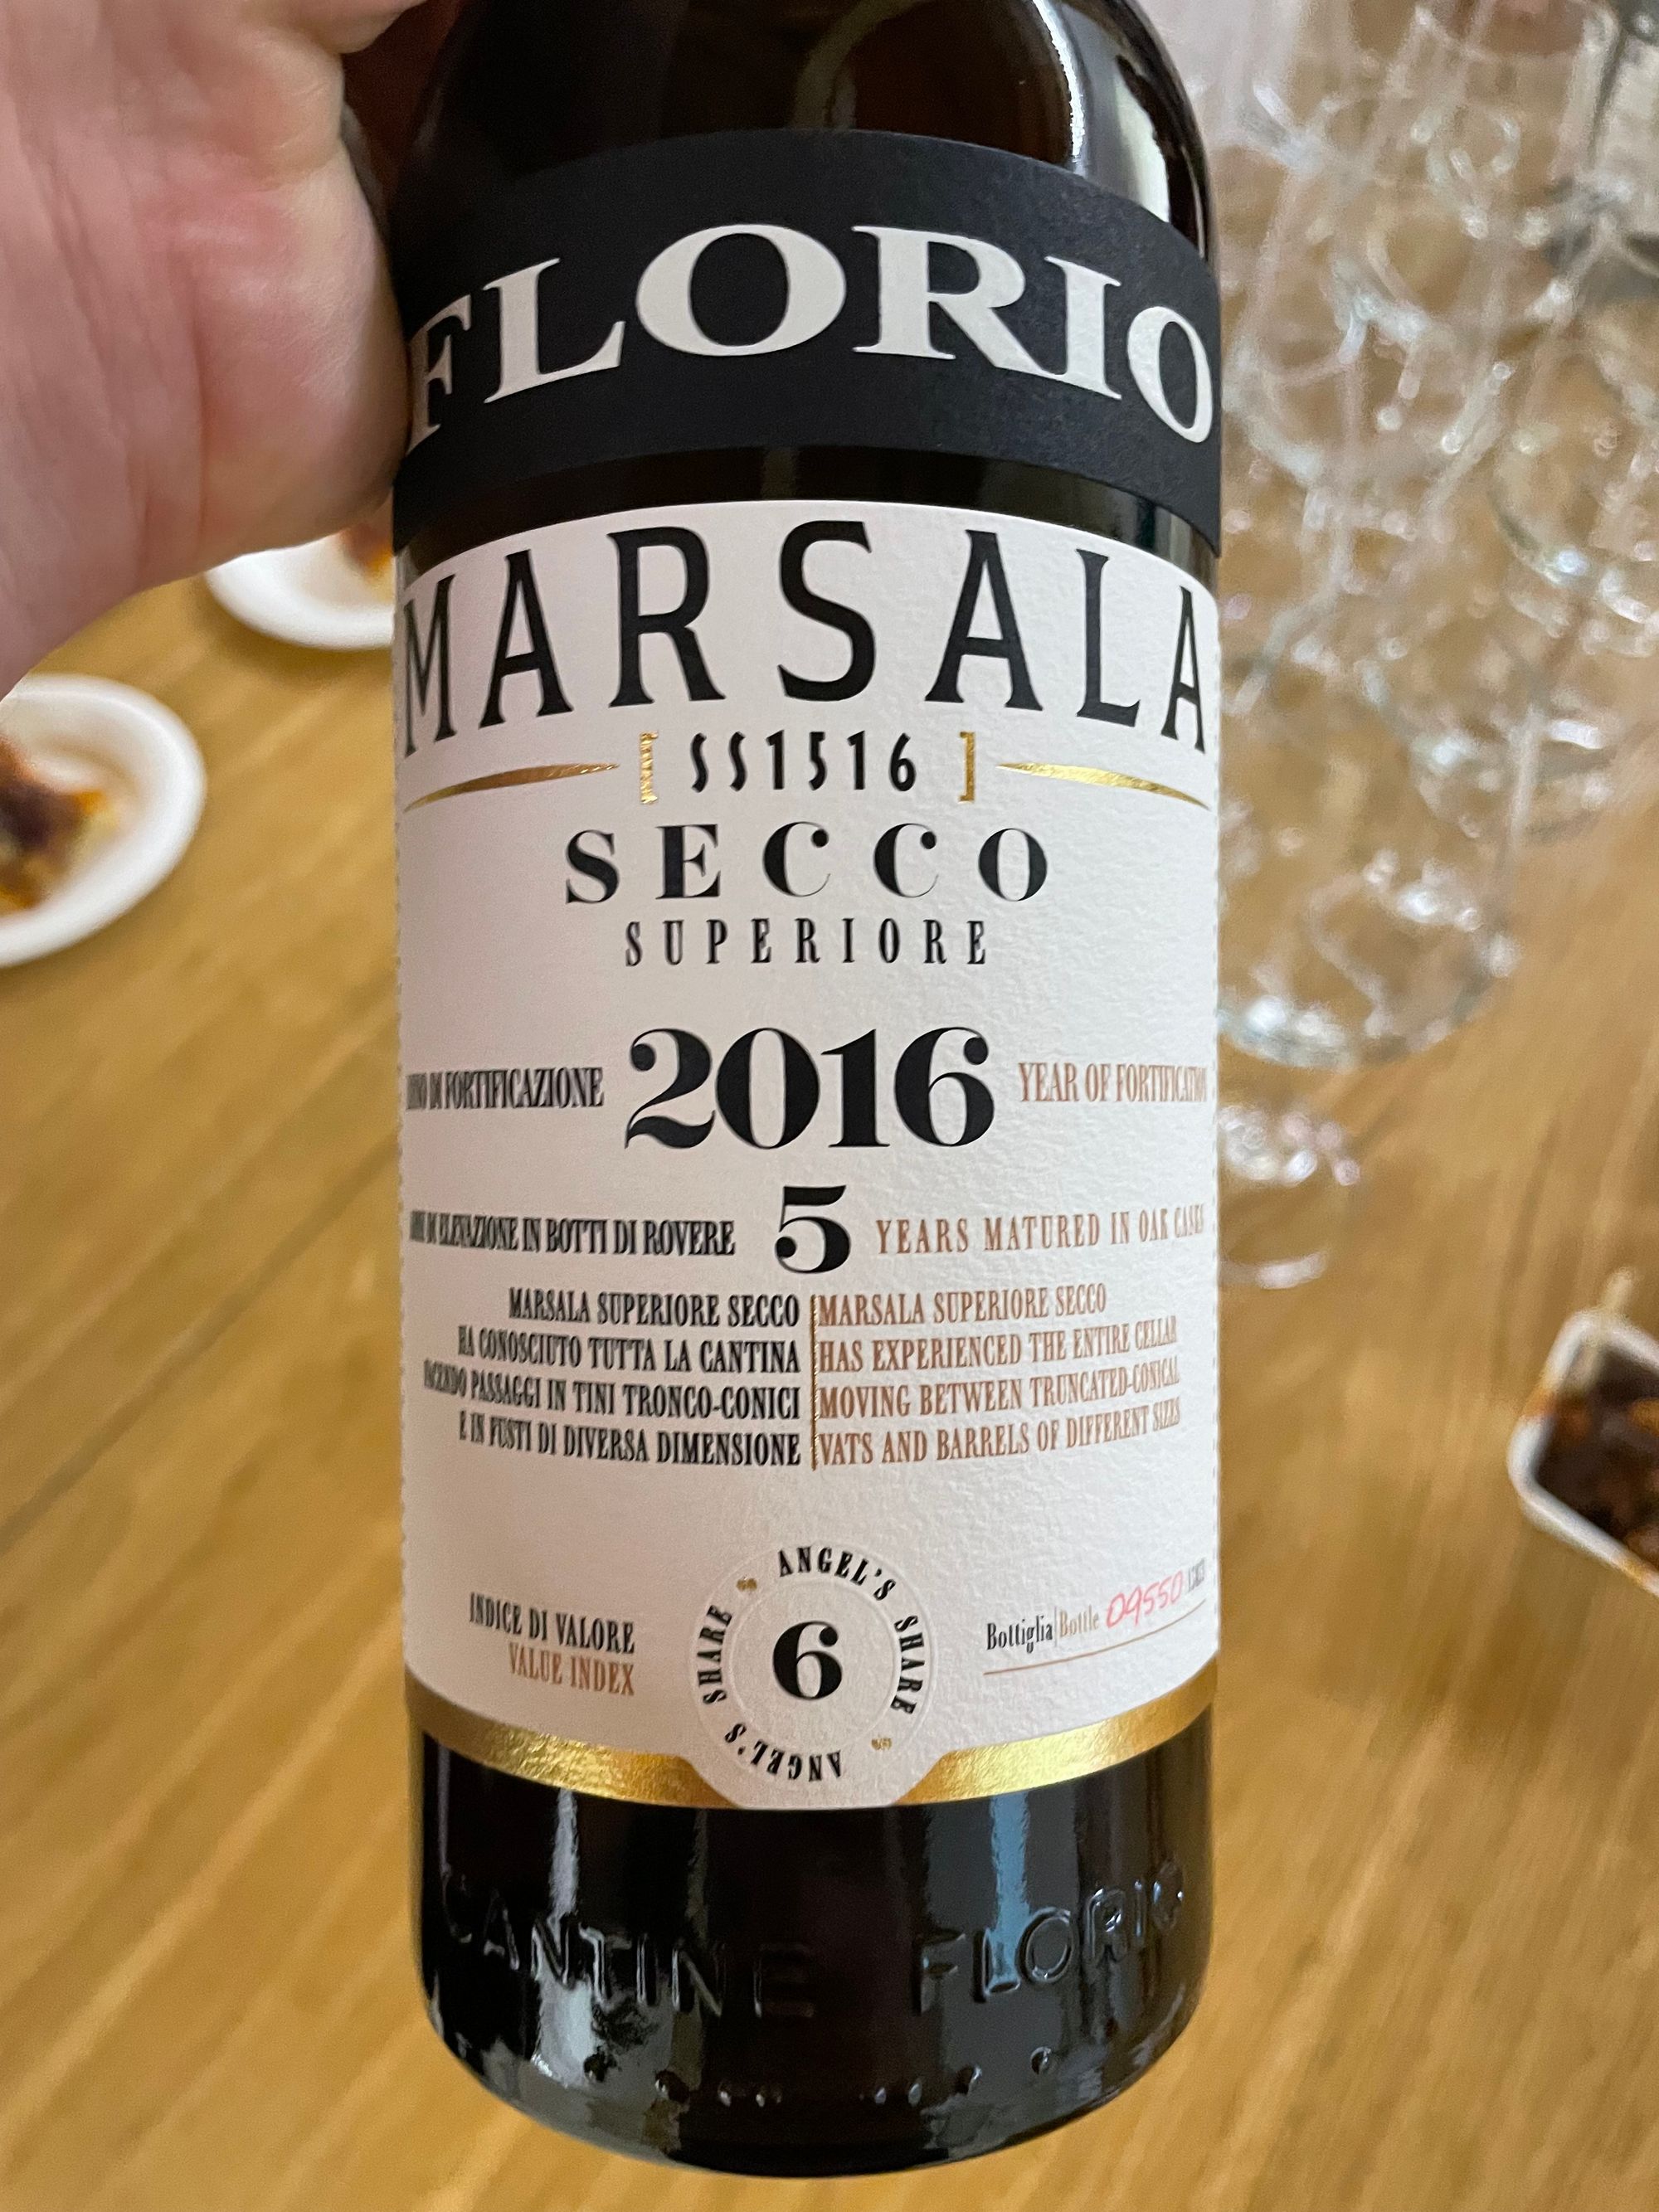 FLORIO
MARSALA
[ SS1516 ]
SECCO
SUPERIORE
ANNO DI FORTIFICAZIONE 2016 YEAR OF FORTIFICATION
ANNI DI ELEVAZIONE IN BOTTI DI ROVERE 5 YEARS MATURED IN OAK CASKS
MARSALA SUPERIORE SECCO
HA CONOSCIUTO TUTTA LA CANTINA
FACENDO PASSAGGI IN TINI TRONCO-CONICI
E IN FUSTI DI DIVERSA DIMENSIONE
MARSALA SUPERIORE SECCO
HAS EXPERIENCED THE ENTIRE CELLAR
MOVING BETWEEN TRUNCATED-CONICAL
VATS AND BARRELS OF DIFFERENT SIZES
INDICE DI VALORE
VALUE INDEX
ANGEL'S SHARE
6
ANGEL'S SHARE
Bottiglia|Bottle 09550
CANTINE FLORIO